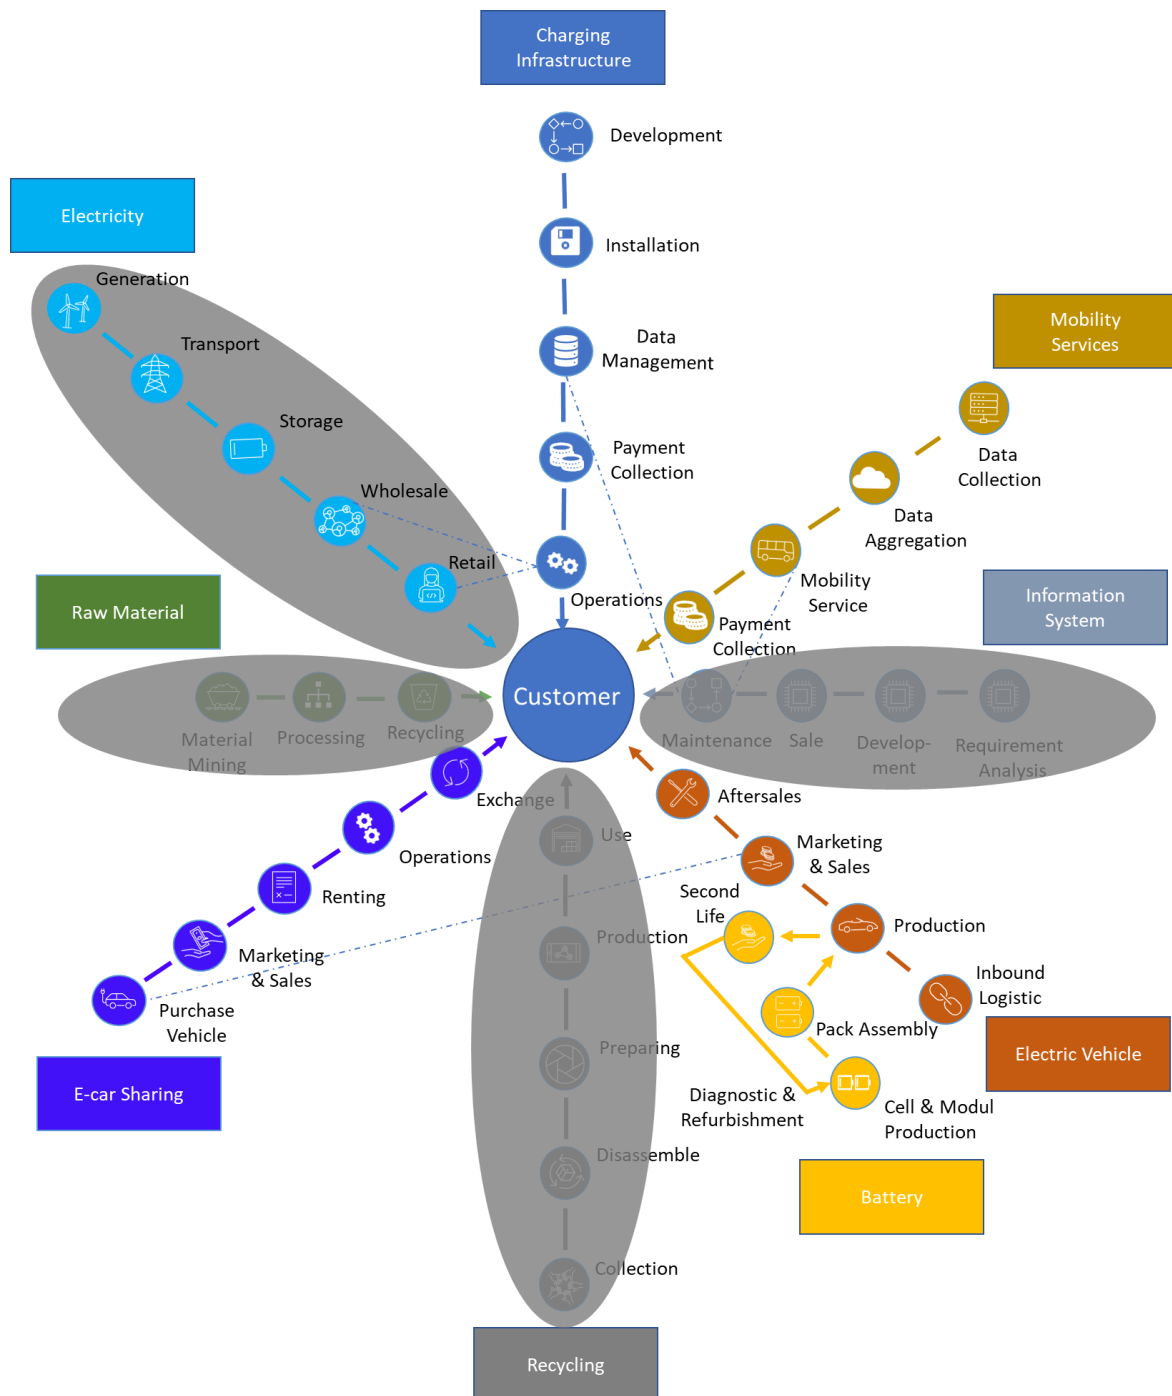 Charging
Infrastructure
Development
Electricity
Installation
Generation
Mobility
Services
Transport
Data
Management
Storage
Payment
Collection
Data
Collection
Wholesale
Data
Aggregation
Retail
Operations
Mobility
Service
Raw Material
Information
System
Payment
Collection
Customer
Material
Mining
Processing
Recycling
Maintenance
Sale
Develop-
ment
Requirement
Analysis
Exchange
Aftersales
Use
Operations
Marketing
& Sales
Renting
Second
Life
Production
Production
Marketing
& Sales
Inbound
Logistic
Purchase
Vehicle
Pack Assembly
Preparing
Electric Vehicle
E-car Sharing
Diagnostic &
Refurbishment
Cell & Modul
Production
Disassemble
Battery
Collection
Recycling